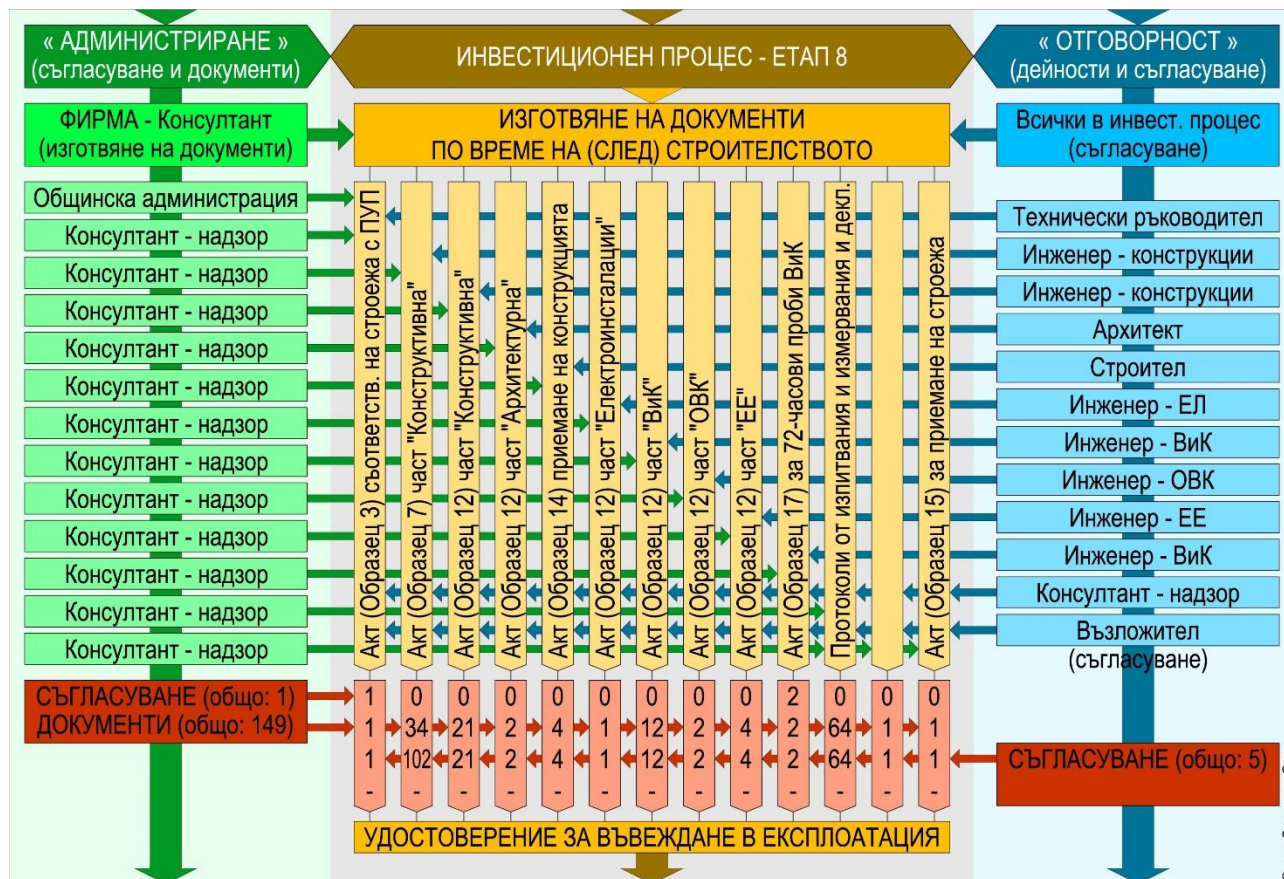 « АДМИНИСТРИРАНЕ »
(съгласуване и документи)
ИНВЕСТИЦИОНЕН ПРОЦЕС - ЕТАП 8
« ОТГОВОРНОСТ »
(дейности и съгласуване)
ФИРМА - Консултант
(изготвяне на документи)
ИЗГОТВЯНЕ НА ДОКУМЕНТИ
ПО ВРЕМЕ НА (СЛЕД) СТРОИТЕЛСТВОТО
Всички в инвест. процес
(съгласуване)
Общинска администрация
Консултант - надзор
Консултант - надзор
Консултант - надзор
Консултант - надзор
Консултант - надзор
Консултант - надзор
Консултант - надзор
Консултант - надзор
Консултант - надзор
Консултант - надзор
Консултант - надзор
Консултант - надзор
Акт (Образец 3) съответств. на строежа с ПУП
Акт (Образец 7) част "Конструктивна"
Акт (Образец 12) част "Конструктивна"
Акт (Образец 12) част "Архитектурна"
Акт (Образец 14) приемане на конструкцията
Акт (Образец 12) част "Електроинсталации"
Акт (Образец 12) част "ВиК"
Акт (Образец 12) част "ОВК"
Акт (Образец 12) част "ЕЕ"
Акт (Образец 17) за 72-часови проби ВиК
Протоколи от изпитвания и измервания и декл.
Акт (Образец 15) за приемане на строежа
Технически ръководител
Инженер - конструкции
Инженер - конструкции
Архитект
Строител
Инженер - ЕЛ
Инженер - ВиК
Инженер - ОВК
Инженер - ЕЕ
Инженер - ВиК
Консултант - надзор
Възложител
(съгласуване)
СЪГЛАСУВАНЕ (общо: 1)
ДОКУМЕНТИ (общо: 149)
1 0 0 0 0 0 0 0 0 2 0 0 0
1 34 21 2 4 1 12 2 4 2 64 1 1
1 102 21 2 4 1 12 2 4 2 64 1 1
- - - - - - - - - - - - -
СЪГЛАСУВАНЕ (общо: 5)
УДОСТОВЕРЕНИЕ ЗА ВЪВЕЖДАНЕ В ЕКСПЛОАТАЦИЯ